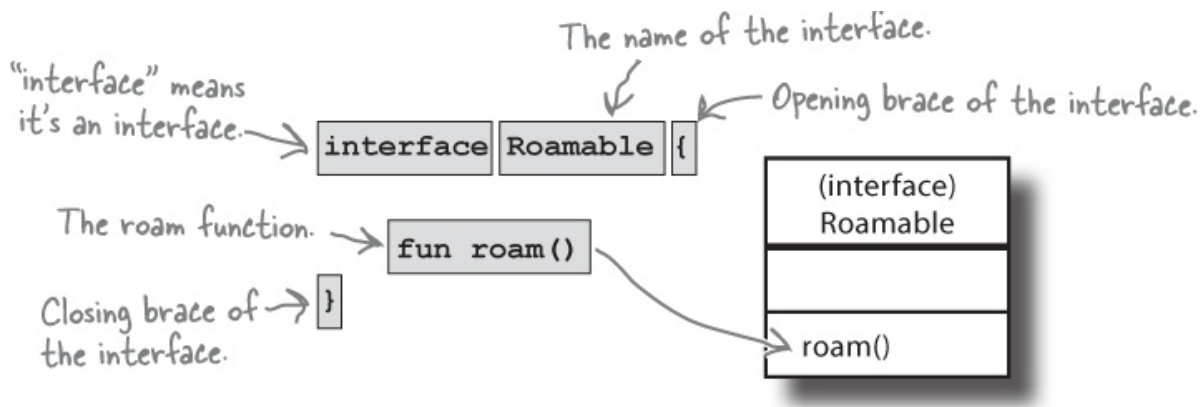 The name of the interface.
"interface" means
it's an interface.
Opening brace of the interface.
interface Roamable {
(interface)
Roamable
The roam function.
fun roam()
Closing brace of
the interface.
}
roam()